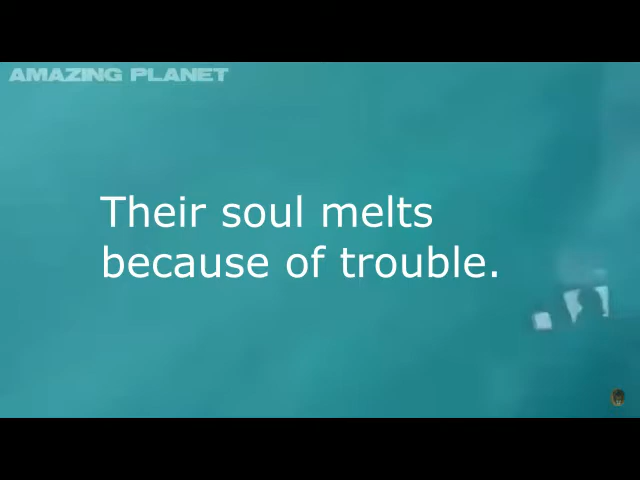 AMAZING PLANET
Their soul melts
because of trouble.